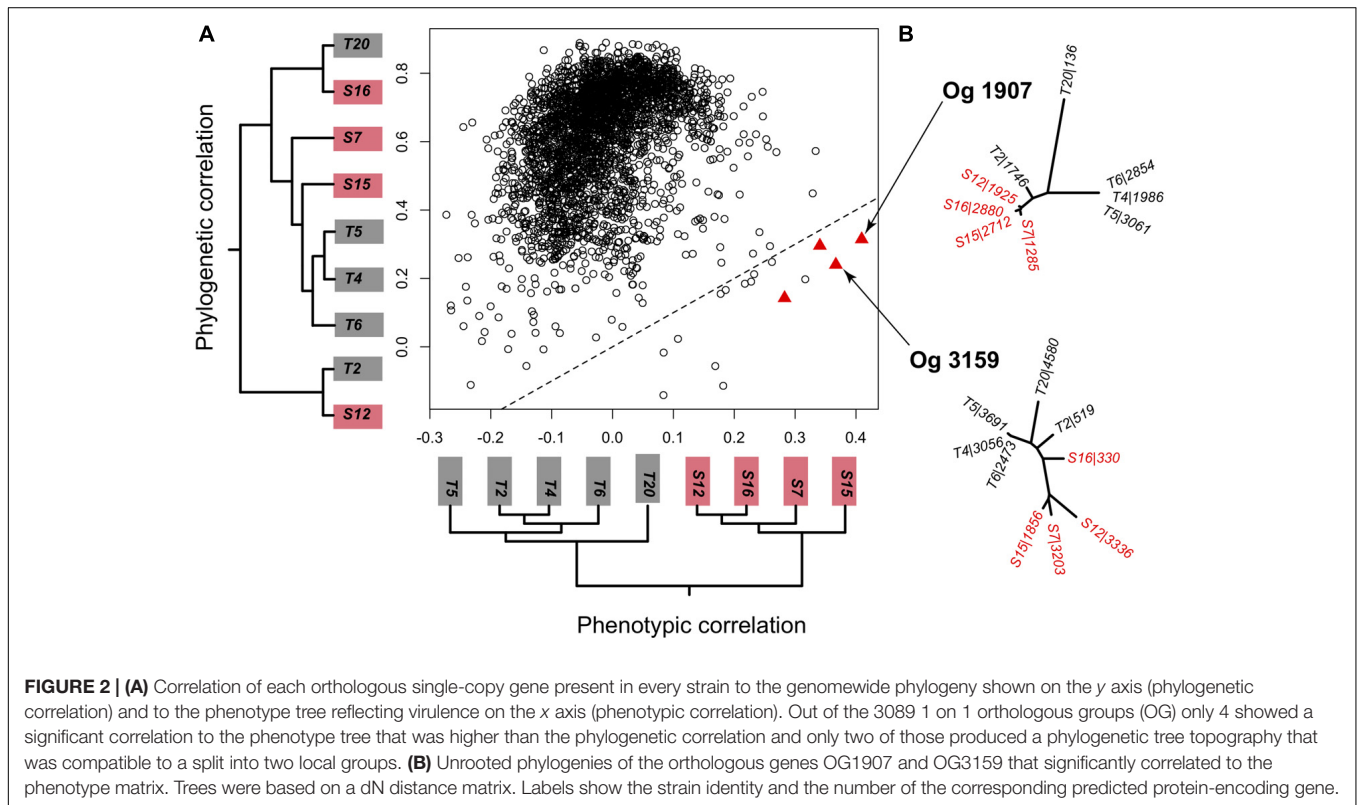 A
B
T20
S16
S7
S15
T5
T4
T6
T2
S12
Phylogenetic correlation
0.8
0.6
0.4
0.2
0.0
-0.3 -0.2 -0.1 0.0 0.1 0.2 0.3 0.4
T5 T2 T4 T6 T20 S12 S16 S7 S15
Phenotypic correlation
Og 1907
T20|136
T2|1746
S12|1925
S16|2880
S15|2712
S7|1285
T6|2854
T4|1986
T5|3061
Og 3159
T20|4580
T5|3691
T2|519
T4|3056
T6|2473
S16|330
S15|1856
S7|3203
S12|3336
FIGURE 2 | (A) Correlation of each orthologous single-copy gene present in every strain to the genomewide phylogeny shown on the y axis (phylogenetic
correlation) and to the phenotype tree reflecting virulence on the x axis (phenotypic correlation). Out of the 3089 1 on 1 orthologous groups (OG) only 4 showed a
significant correlation to the phenotype tree that was higher than the phylogenetic correlation and only two of those produced a phylogenetic tree topography that
was compatible to a split into two local groups. (B) Unrooted phylogenies of the orthologous genes OG1907 and OG3159 that significantly correlated to the
phenotype matrix. Trees were based on a dN distance matrix. Labels show the strain identity and the number of the corresponding predicted protein-encoding gene.